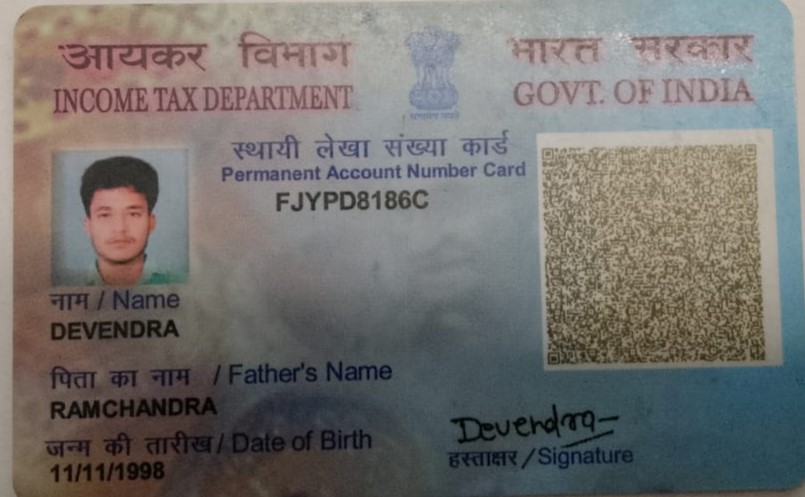 आयकर विभाग
INCOME TAX DEPARTMENT
भारत सरकार
GOVT. OF INDIA
स्थायी लेखा संख्या कार्ड
Permanent Account Number Card
FJYPD8186C
नाम / Name
DEVENDRA
पिता का नाम / Father's Name
RAMCHANDRA
जन्म की तारीख / Date of Birth
11/11/1998
Devendra
हस्ताक्षर / Signature